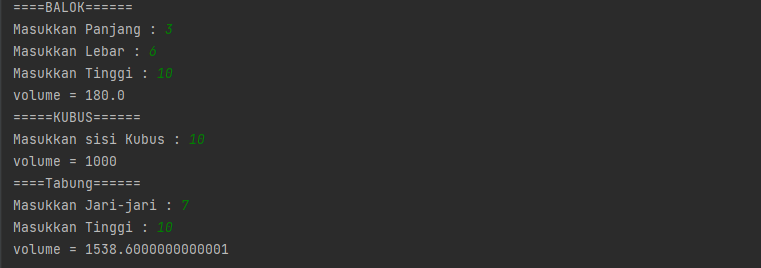 ====BALOK======
Masukkan Panjang : 3
Masukkan Lebar : 6
Masukkan Tinggi : 10
volume = 180.0
=====KUBUS======
Masukkan sisi Kubus : 10
volume = 1000
====Tabung======
Masukkan Jari-jari : 7
Masukkan Tinggi : 10
volume = 1538.6000000000001